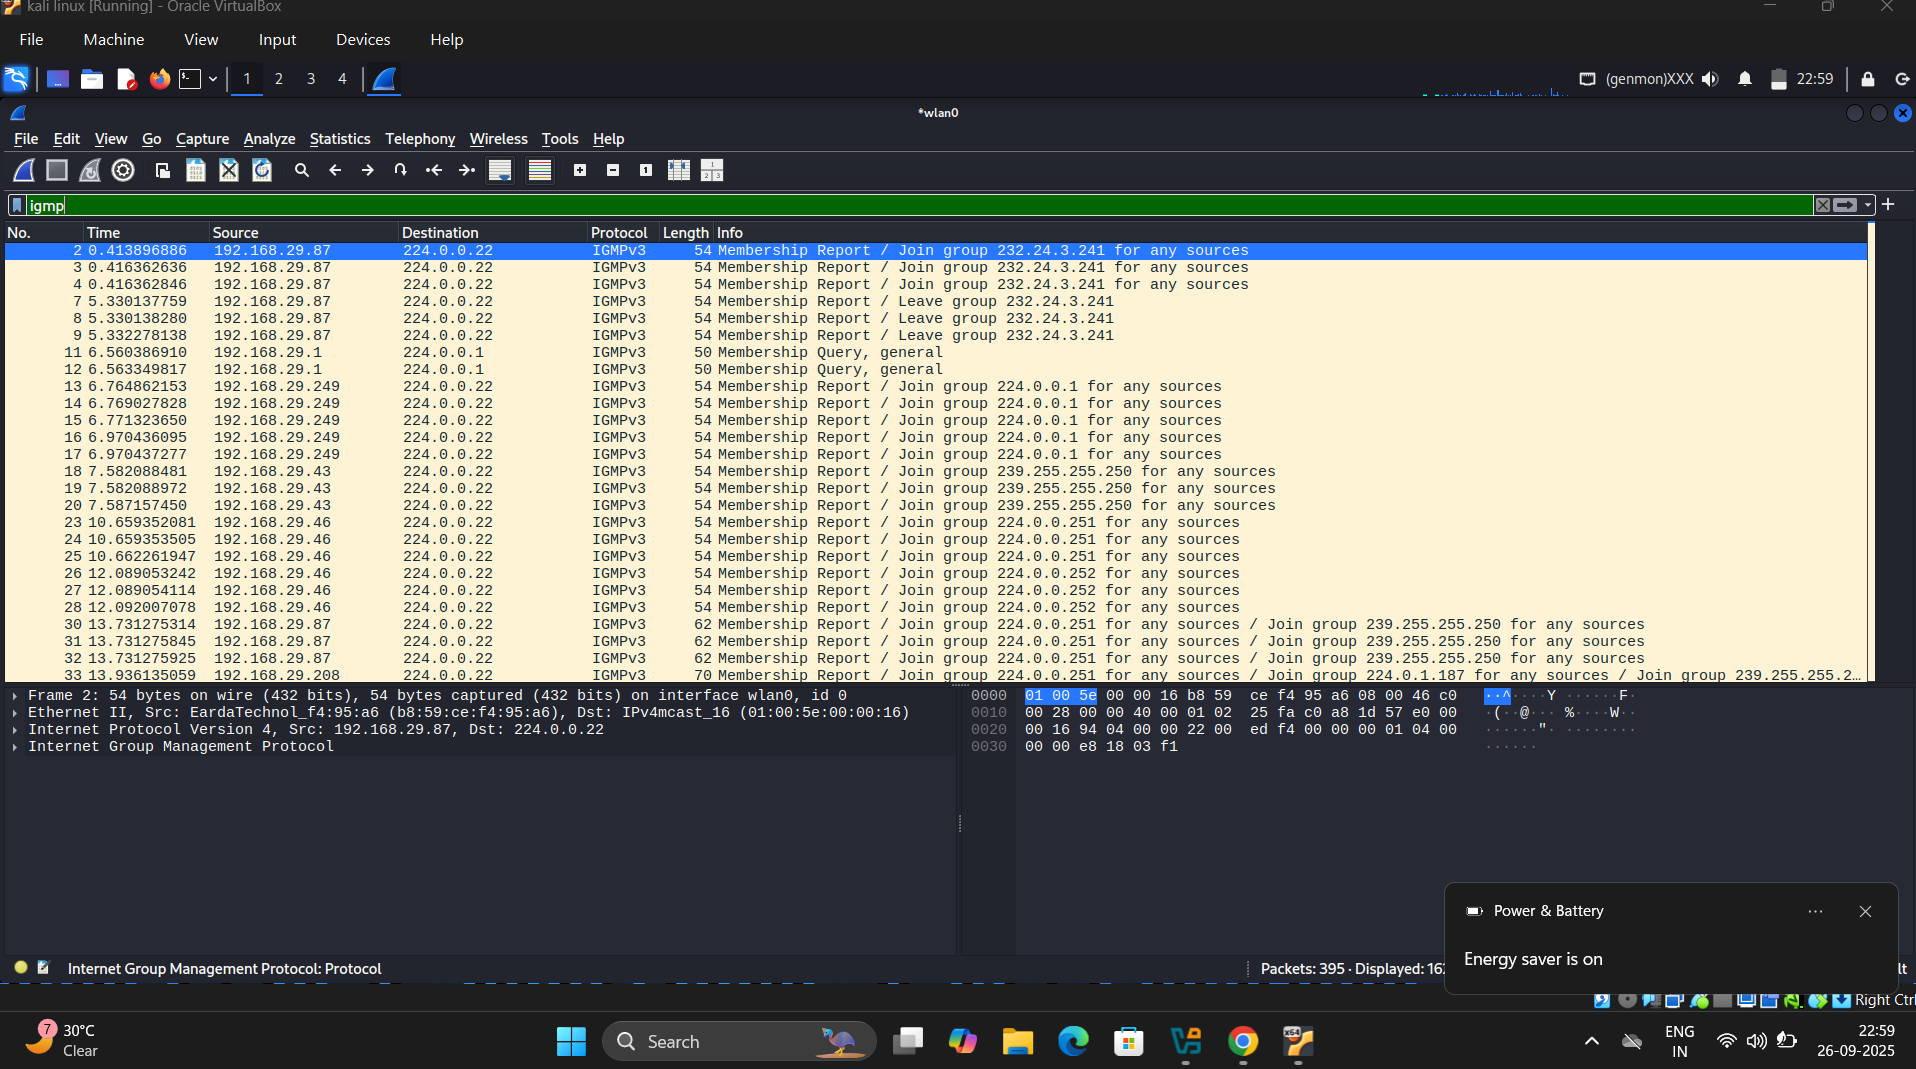 kali linux [Running] - Oracle VirtualBox
File Machine View Input Devices Help
1 2 3 4 (genmon)XXX 22:59
*wlan0
File Edit View Go Capture Analyze Statistics Telephony Wireless Tools Help
igmp
No. Time Source Destination Protocol Length Info
2 0.413896886 192.168.29.87 224.0.0.22 IGMPv3 54 Membership Report / Join group 232.24.3.241 for any sources
3 0.416362636 192.168.29.87 224.0.0.22 IGMPv3 54 Membership Report / Join group 232.24.3.241 for any sources
4 0.416362846 192.168.29.87 224.0.0.22 IGMPv3 54 Membership Report / Join group 232.24.3.241 for any sources
7 5.330137759 192.168.29.87 224.0.0.22 IGMPv3 54 Membership Report / Leave group 232.24.3.241
8 5.330138280 192.168.29.87 224.0.0.22 IGMPv3 54 Membership Report / Leave group 232.24.3.241
9 5.332278138 192.168.29.87 224.0.0.22 IGMPv3 54 Membership Report / Leave group 232.24.3.241
11 6.560386910 192.168.29.1 224.0.0.1 IGMPv3 50 Membership Query, general
12 6.563349817 192.168.29.1 224.0.0.1 IGMPv3 50 Membership Query, general
13 6.764862153 192.168.29.249 224.0.0.22 IGMPv3 54 Membership Report / Join group 224.0.0.1 for any sources
14 6.769027828 192.168.29.249 224.0.0.22 IGMPv3 54 Membership Report / Join group 224.0.0.1 for any sources
15 6.771323650 192.168.29.249 224.0.0.22 IGMPv3 54 Membership Report / Join group 224.0.0.1 for any sources
16 6.970436095 192.168.29.249 224.0.0.22 IGMPv3 54 Membership Report / Join group 224.0.0.1 for any sources
17 6.970437277 192.168.29.249 224.0.0.22 IGMPv3 54 Membership Report / Join group 224.0.0.1 for any sources
18 7.582088481 192.168.29.43 224.0.0.22 IGMPv3 54 Membership Report / Join group 239.255.255.250 for any sources
19 7.582088972 192.168.29.43 224.0.0.22 IGMPv3 54 Membership Report / Join group 239.255.255.250 for any sources
20 7.587157450 192.168.29.43 224.0.0.22 IGMPv3 54 Membership Report / Join group 239.255.255.250 for any sources
23 10.659352081 192.168.29.46 224.0.0.22 IGMPv3 54 Membership Report / Join group 224.0.0.251 for any sources
24 10.659353505 192.168.29.46 224.0.0.22 IGMPv3 54 Membership Report / Join group 224.0.0.251 for any sources
25 10.662261947 192.168.29.46 224.0.0.22 IGMPv3 54 Membership Report / Join group 224.0.0.251 for any sources
26 12.089053242 192.168.29.46 224.0.0.22 IGMPv3 54 Membership Report / Join group 224.0.0.252 for any sources
27 12.089054114 192.168.29.46 224.0.0.22 IGMPv3 54 Membership Report / Join group 224.0.0.252 for any sources
28 12.092007078 192.168.29.46 224.0.0.22 IGMPv3 54 Membership Report / Join group 224.0.0.252 for any sources
30 13.731275314 192.168.29.87 224.0.0.22 IGMPv3 62 Membership Report / Join group 224.0.0.251 for any sources / Join group 239.255.255.250 for any sources
31 13.731275845 192.168.29.87 224.0.0.22 IGMPv3 62 Membership Report / Join group 224.0.0.251 for any sources / Join group 239.255.255.250 for any sources
32 13.731275925 192.168.29.87 224.0.0.22 IGMPv3 62 Membership Report / Join group 224.0.0.251 for any sources / Join group 239.255.255.250 for any sources
33 13.936135059 192.168.29.208 224.0.0.22 IGMPv3 70 Membership Report / Join group 224.0.0.251 for any sources / Join group 224.0.1.187 for any sources / Join group 239.255.255.2…
Frame 2: 54 bytes on wire (432 bits), 54 bytes captured (432 bits) on interface wlan0, id 0
Ethernet II, Src: EardaTechnol_f4:95:a6 (b8:59:ce:f4:95:a6), Dst: IPv4mcast_16 (01:00:5e:00:00:16)
Internet Protocol Version 4, Src: 192.168.29.87, Dst: 224.0.0.22
Internet Group Management Protocol
0000 01 00 5e 00 00 16 b8 59 ce f4 95 a6 08 00 46 c0 ··^····Y ······F·
0010 00 28 00 00 40 00 01 02 25 fa c0 a8 1d 57 e0 00 ·(··@··· %····W··
0020 00 16 94 04 00 00 22 00 ed f4 00 00 00 01 04 00 ······"· ········
0030 00 00 e8 18 03 f1 ······
Power & Battery
Energy saver is on
Internet Group Management Protocol: Protocol Packets: 395 · Displayed: 16
lt
Right Ctrl
7 30°C
Clear
Search
ENG
IN
22:59
26-09-2025